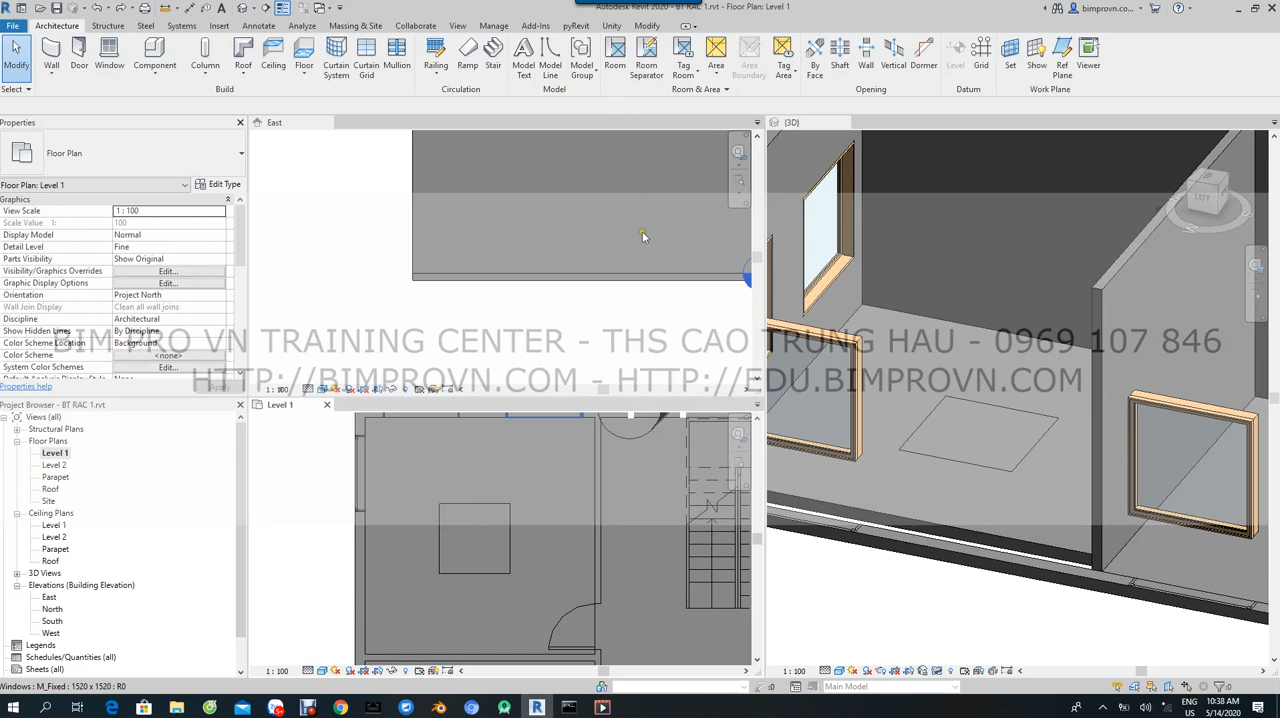 Autodesk Revit 2020 - BT RAC 1.rvt - Floor Plan: Level 1
bimprovn.co...
File Architecture Structure Steel Systems Insert Annotate Analyze Massing & Site Collaborate View Manage Add-Ins pyRevit Unity Modify
Modify Wall Door Window Component Column Roof Ceiling Floor Curtain System Curtain Grid Mullion Railing Ramp Stair Model Text Model Line Model Group Room Room Separator Tag Room Area Area Boundary Tag Area By Face Shaft Wall Vertical Dormer Level Grid Set Show Ref Plane Viewer
Select Build Circulation Model Room & Area Opening Datum Work Plane
Properties
East
{3D}
Floor Plan
Floor Plan: Level 1 Edit Type
Graphics
View Scale 1 : 100
Scale Value 1: 100
Display Model Normal
Detail Level Fine
Parts Visibility Show Original
Visibility/Graphics Overrides Edit...
Graphic Display Options Edit...
Orientation Project North
Wall Join Display Clean all wall joins
Discipline Architectural
Show Hidden Lines By Discipline
Color Scheme Location Background
Color Scheme <none>
System Color Schemes Edit...
Properties help Apply
LEFT
BIM PRO VN TRAINING CENTER - THS CAO TRUNG HAU - 0969 107 846
HTTP://BIMPROVN.COM - HTTP://EDU.BIMPROVN.COM
1 : 100
Project Browser - BT RAC 1.rvt
Level 1
Views (all)
Structural Plans
Floor Plans
Level 1
Level 2
Parapet
Roof
Site
Ceiling Plans
Level 1
Level 2
Parapet
Roof
3D Views
Elevations (Building Elevation)
East
North
South
West
Legends
Schedules/Quantities (all)
Sheets (all)
1 : 100
1 : 100
Windows : M_Fixed : 1520 x 1520 : R0
:0
Main Model
:0
ENG
US
10:38 AM
5/14/2020